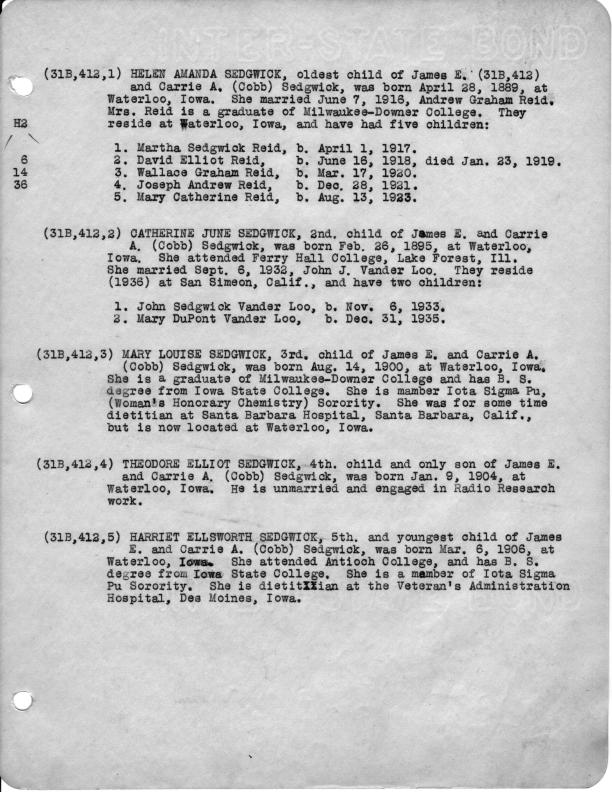 INTER-STATE BOND
(31B,412,1) HELEN AMANDA SEDGWICK, oldest child of James E. (31B,412)
and Carrie A. (Cobb) Sedgwick, was born April 28, 1889, at
Waterloo, Iowa. She married June 7, 1916, Andrew Graham Reid.
Mrs. Reid is a graduate of Milwaukee-Downer College. They
H2 reside at Waterloo, Iowa, and have had five children:
1. Martha Sedgwick Reid, b. April 1, 1917.
6 2. David Elliot Reid, b. June 16, 1918, died Jan. 23, 1919.
14 3. Wallace Graham Reid, b. Mar. 17, 1920.
36 4. Joseph Andrew Reid, b. Dec. 28, 1921.
5. Mary Catherine Reid, b. Aug. 13, 1923.
(31B,412,2) CATHERINE JUNE SEDGWICK, 2nd. child of James E. and Carrie
A. (Cobb) Sedgwick, was born Feb. 26, 1895, at Waterloo,
Iowa. She attended Ferry Hall College, Lake Forest, Ill.
She married Sept. 6, 1932, John J. Vander Loo. They reside
(1936) at San Simeon, Calif., and have two children:
1. John Sedgwick Vander Loo, b. Nov. 6, 1933.
2. Mary DuPont Vander Loo, b. Dec. 31, 1935.
(31B,412,3) MARY LOUISE SEDGWICK, 3rd. child of James E. and Carrie A.
(Cobb) Sedgwick, was born Aug. 14, 1900, at Waterloo, Iowa.
She is a graduate of Milwaukee-Downer College and has B. S.
degree from Iowa State College. She is mamber Iota Sigma Pu,
(Woman's Honorary Chemistry) Sorority. She was for some time
dietitian at Santa Barbara Hospital, Santa Barbara, Calif.,
but is now located at Waterloo, Iowa.
(31B,412,4) THEODORE ELLIOT SEDGWICK, 4th. child and only son of James E.
and Carrie A. (Cobb) Sedgwick, was born Jan. 9, 1904, at
Waterloo, Iowa. He is unmarried and engaged in Radio Research
work.
(31B,412,5) HARRIET ELLSWORTH SEDGWICK, 5th. and youngest child of James
E. and Carrie A. (Cobb) Sedgwick, was born Mar. 6, 1906, at
Waterloo, Iowa. She attended Antioch College, and has B. S.
degree from Iowa State College. She is a member of Iota Sigma
Pu Sorority. She is dietitXXian at the Veteran's Administration
Hospital, Des Moines, Iowa.